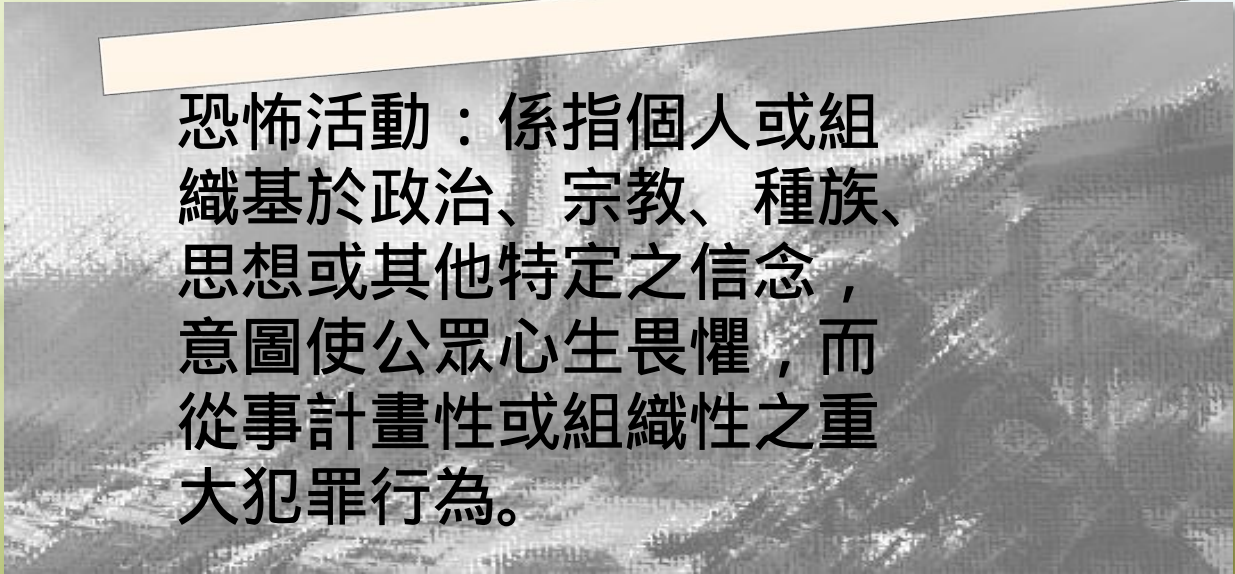 恐怖活動：係指個人或組
織基於政治、宗教、種族、
思想或其他特定之信念，
意圖使公眾心生畏懼，而
從事計畫性或組織性之重
大犯罪行為。